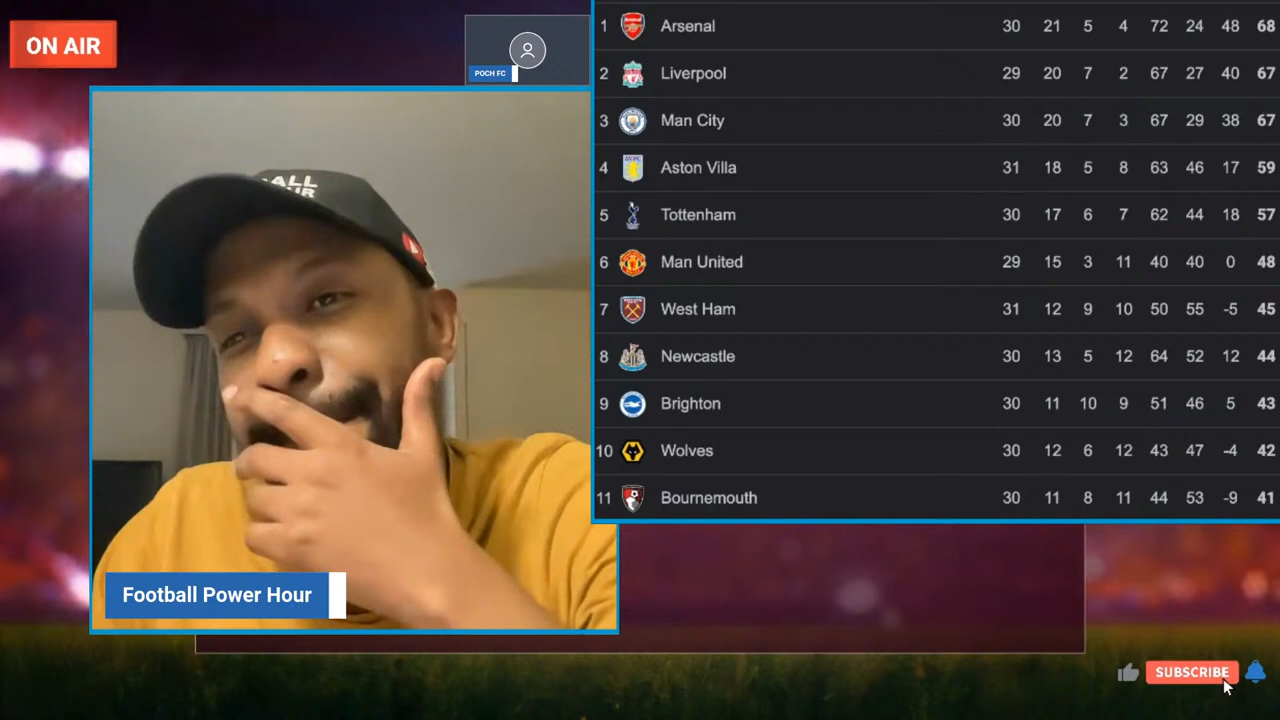 ON AIR
POCH FC
ALL
Football Power Hour
1 Arsenal 30 21 5 4 72 24 48 68
2 Liverpool 29 20 7 2 67 27 40 67
3 Man City 30 20 7 3 67 29 38 67
4 Aston Villa 31 18 5 8 63 46 17 59
5 Tottenham 30 17 6 7 62 44 18 57
6 Man United 29 15 3 11 40 40 0 48
7 West Ham 31 12 9 10 50 55 -5 45
8 Newcastle 30 13 5 12 64 52 12 44
9 Brighton 30 11 10 9 51 46 5 43
10 Wolves 30 12 6 12 43 47 -4 42
11 Bournemouth 30 11 8 11 44 53 -9 41
SUBSCRIBE